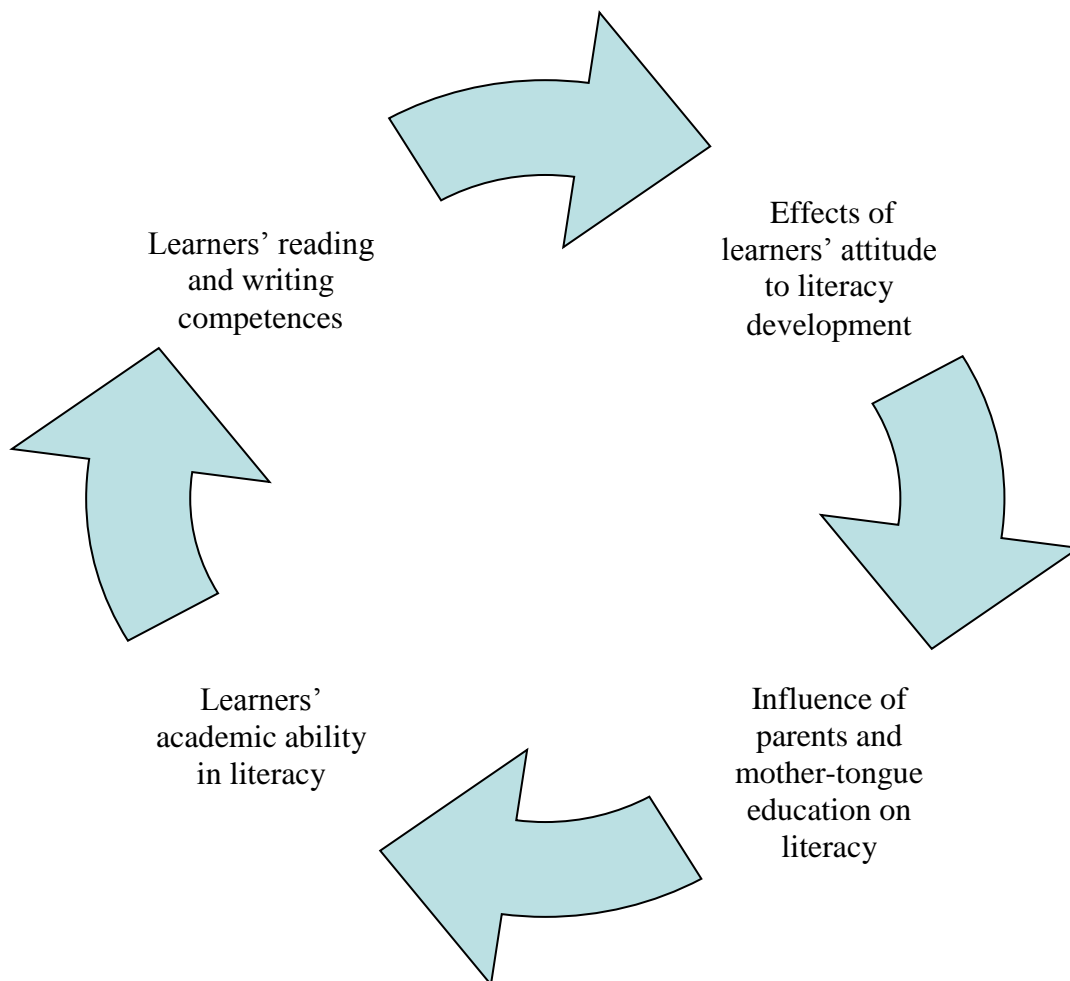 Learners’ reading
and writing
competences
Effects of
learners’ attitude
to literacy
development
Influence of
parents and
mother-tongue
education on
literacy
Learners’
academic ability
in literacy